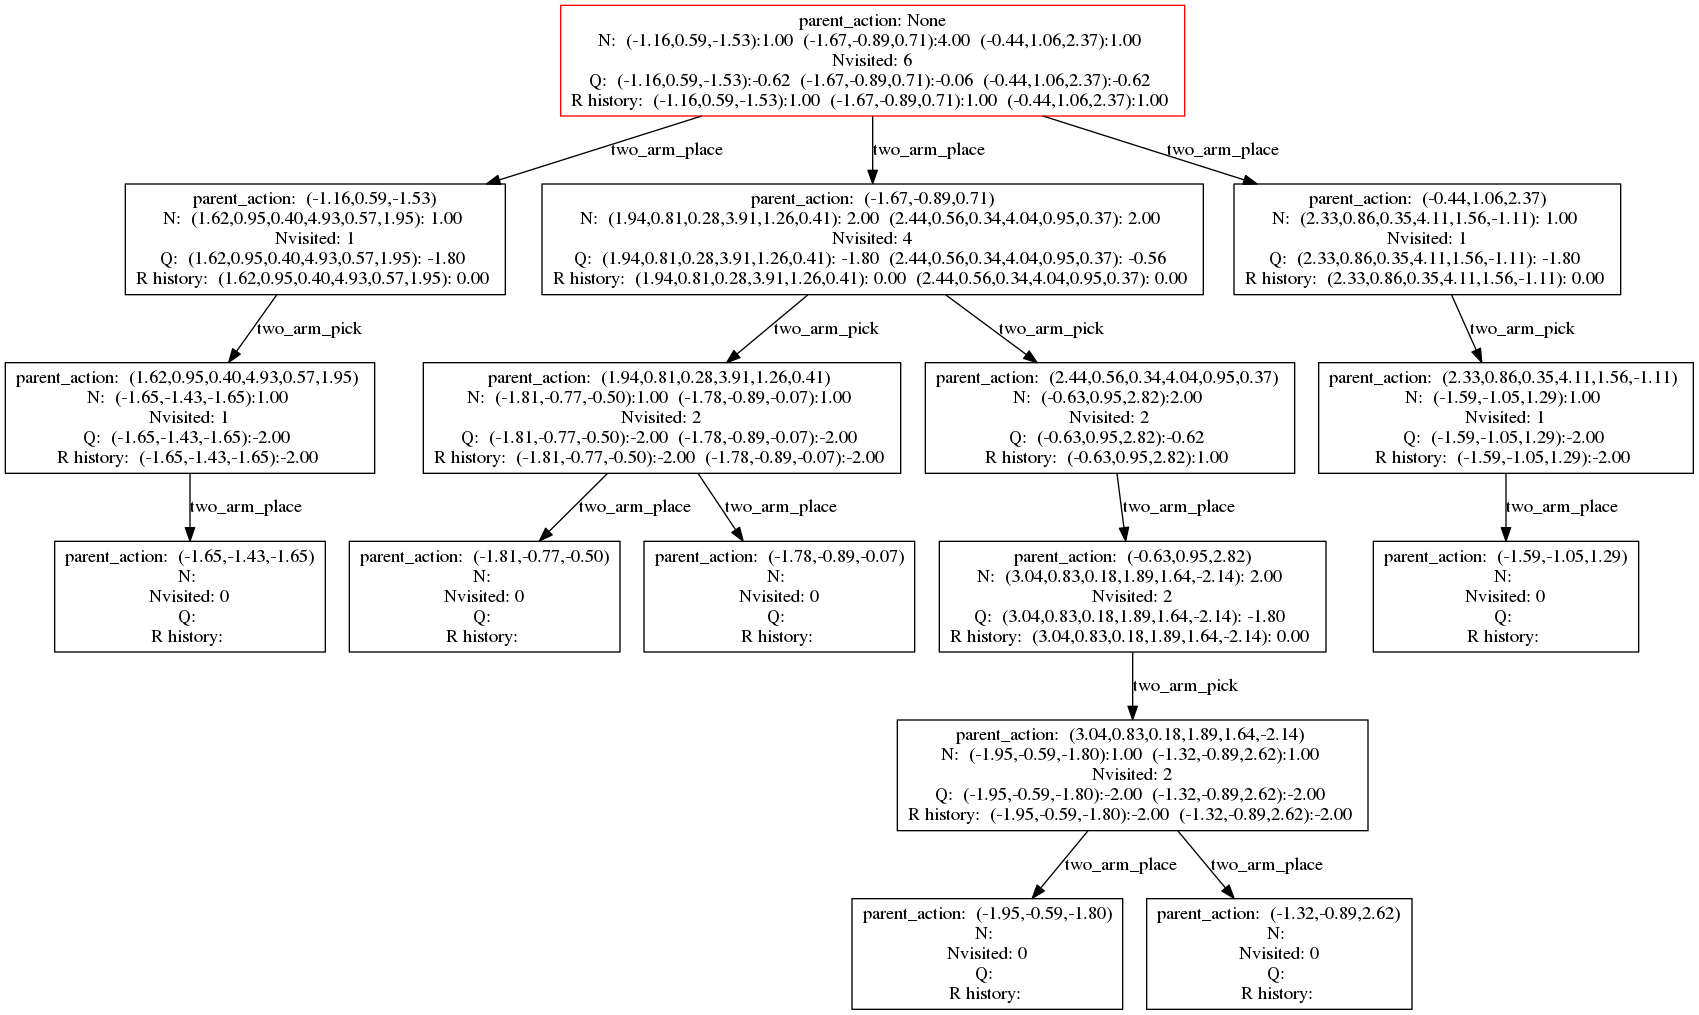 parent_action: None
N: (-1.16,0.59,-1.53):1.00 (-1.67,-0.89,0.71):4.00 (-0.44,1.06,2.37):1.00
Nvisited: 6
Q: (-1.16,0.59,-1.53):-0.62 (-1.67,-0.89,0.71):-0.06 (-0.44,1.06,2.37):-0.62
R history: (-1.16,0.59,-1.53):1.00 (-1.67,-0.89,0.71):1.00 (-0.44,1.06,2.37):1.00
two_arm_place
two_arm_place
two_arm_place
parent_action: (-1.16,0.59,-1.53)
N: (1.62,0.95,0.40,4.93,0.57,1.95): 1.00
Nvisited: 1
Q: (1.62,0.95,0.40,4.93,0.57,1.95): -1.80
R history: (1.62,0.95,0.40,4.93,0.57,1.95): 0.00
parent_action: (-1.67,-0.89,0.71)
N: (1.94,0.81,0.28,3.91,1.26,0.41): 2.00 (2.44,0.56,0.34,4.04,0.95,0.37): 2.00
Nvisited: 4
Q: (1.94,0.81,0.28,3.91,1.26,0.41): -1.80 (2.44,0.56,0.34,4.04,0.95,0.37): -0.56
R history: (1.94,0.81,0.28,3.91,1.26,0.41): 0.00 (2.44,0.56,0.34,4.04,0.95,0.37): 0.00
parent_action: (-0.44,1.06,2.37)
N: (2.33,0.86,0.35,4.11,1.56,-1.11): 1.00
Nvisited: 1
Q: (2.33,0.86,0.35,4.11,1.56,-1.11): -1.80
R history: (2.33,0.86,0.35,4.11,1.56,-1.11): 0.00
two_arm_pick
two_arm_pick
two_arm_pick
two_arm_pick
parent_action: (1.62,0.95,0.40,4.93,0.57,1.95)
N: (-1.65,-1.43,-1.65):1.00
Nvisited: 1
Q: (-1.65,-1.43,-1.65):-2.00
R history: (-1.65,-1.43,-1.65):-2.00
parent_action: (1.94,0.81,0.28,3.91,1.26,0.41)
N: (-1.81,-0.77,-0.50):1.00 (-1.78,-0.89,-0.07):1.00
Nvisited: 2
Q: (-1.81,-0.77,-0.50):-2.00 (-1.78,-0.89,-0.07):-2.00
R history: (-1.81,-0.77,-0.50):-2.00 (-1.78,-0.89,-0.07):-2.00
parent_action: (2.44,0.56,0.34,4.04,0.95,0.37)
N: (-0.63,0.95,2.82):2.00
Nvisited: 2
Q: (-0.63,0.95,2.82):-0.62
R history: (-0.63,0.95,2.82):1.00
parent_action: (2.33,0.86,0.35,4.11,1.56,-1.11)
N: (-1.59,-1.05,1.29):1.00
Nvisited: 1
Q: (-1.59,-1.05,1.29):-2.00
R history: (-1.59,-1.05,1.29):-2.00
two_arm_place
two_arm_place
two_arm_place
two_arm_place
two_arm_place
parent_action: (-1.65,-1.43,-1.65)
N:
Nvisited: 0
Q:
R history:
parent_action: (-1.81,-0.77,-0.50)
N:
Nvisited: 0
Q:
R history:
parent_action: (-1.78,-0.89,-0.07)
N:
Nvisited: 0
Q:
R history:
parent_action: (-0.63,0.95,2.82)
N: (3.04,0.83,0.18,1.89,1.64,-2.14): 2.00
Nvisited: 2
Q: (3.04,0.83,0.18,1.89,1.64,-2.14): -1.80
R history: (3.04,0.83,0.18,1.89,1.64,-2.14): 0.00
parent_action: (-1.59,-1.05,1.29)
N:
Nvisited: 0
Q:
R history:
two_arm_pick
parent_action: (3.04,0.83,0.18,1.89,1.64,-2.14)
N: (-1.95,-0.59,-1.80):1.00 (-1.32,-0.89,2.62):1.00
Nvisited: 2
Q: (-1.95,-0.59,-1.80):-2.00 (-1.32,-0.89,2.62):-2.00
R history: (-1.95,-0.59,-1.80):-2.00 (-1.32,-0.89,2.62):-2.00
two_arm_place
two_arm_place
parent_action: (-1.95,-0.59,-1.80)
N:
Nvisited: 0
Q:
R history:
parent_action: (-1.32,-0.89,2.62)
N:
Nvisited: 0
Q:
R history: